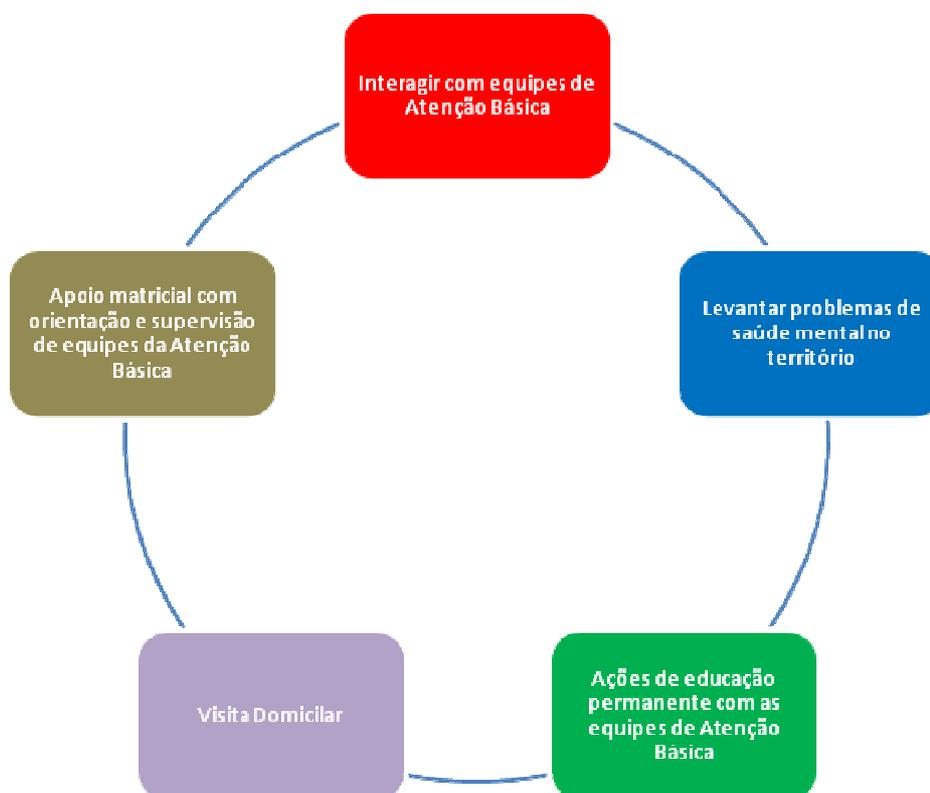 Interagir com equipes de
Atenção Básica
Levantar problemas de
saúde mental no
território
Ações de educação
permanente com as
equipes de Atenção
Básica
Visita Domicilar
Apoio matricial com
orientação e supervisão
de equipes da Atenção
Básica